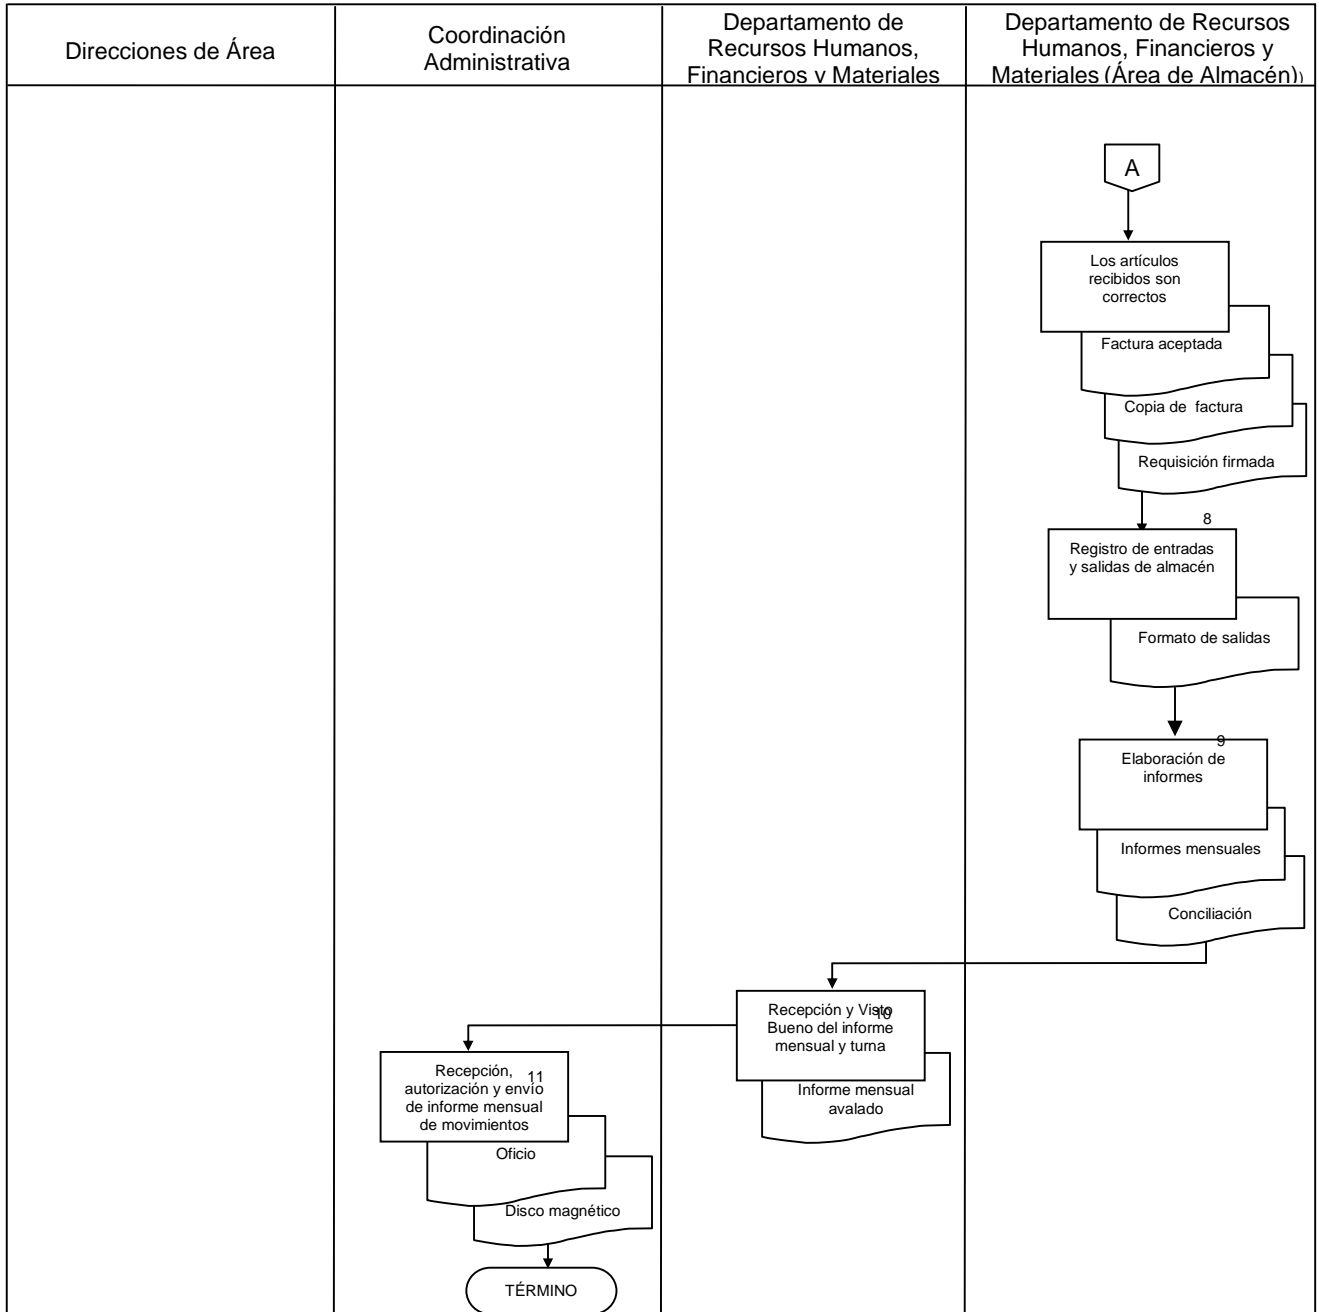 Direcciones de Área
Coordinación
Administrativa
Departamento de
Recursos Humanos,
Financieros y Materiales
Departamento de Recursos
Humanos, Financieros y
Materiales (Área de Almacén))
A
Los artículos
recibidos son
correctos
Factura aceptada
Copia de factura
Requisición firmada
8
Registro de entradas
y salidas de almacén
Formato de salidas
9
Elaboración de
informes
Informes mensuales
Conciliación
10
Recepción y Visto
Bueno del informe
mensual y turna
Informe mensual
avalado
11
Recepción,
autorización y envío
de informe mensual
de movimientos
Oficio
Disco magnético
TÉRMINO